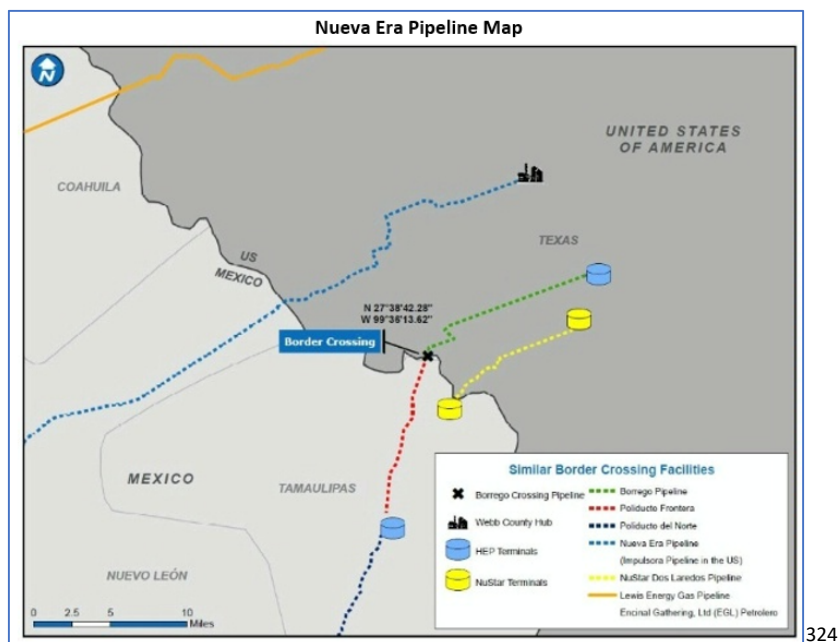 Nueva Era Pipeline Map
N
UNITED STATES
OF AMERICA
COAHUILA
TEXAS
US
MEXICO
N 27°38'42.28"
W 99°36'13.62"
Border Crossing
MEXICO
TAMAULIPAS
NUEVO LEÓN
0 2.5 5 10
Miles
Similar Border Crossing Facilities
Borrego Crossing Pipeline
Webb County Hub
HEP Terminals
NuStar Terminals
Borrego Pipeline
Poliducto Frontera
Poliducto del Norte
Nueva Era Pipeline
(Impulsora Pipeline in the US)
NuStar Dos Laredos Pipeline
Lewis Energy Gas Pipeline
Encinal Gathering, Ltd (EGL) Petrolero
324